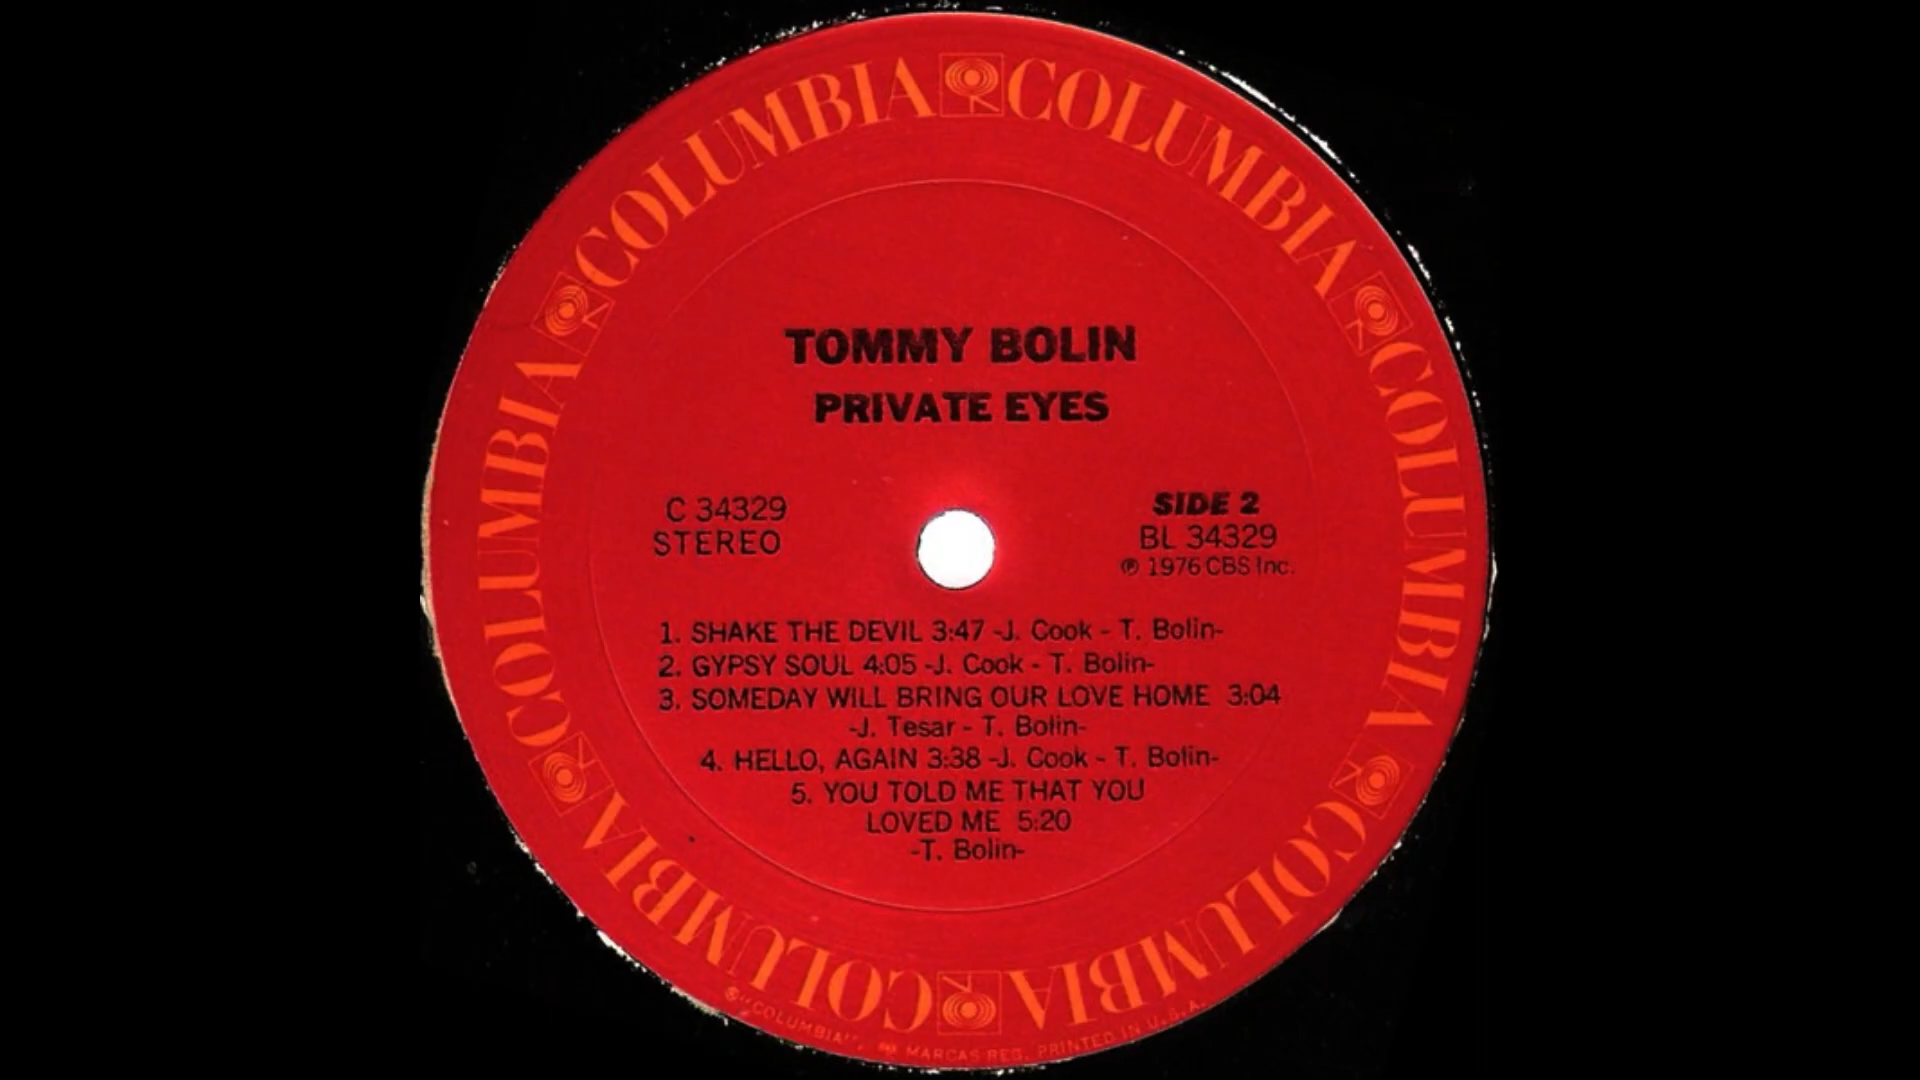 COLUMBIA COLUMBIA COLUMBIA COLUMBIA COLUMBIA COLUMBIA
TOMMY BOLIN
PRIVATE EYES
C 34329
STEREO
SIDE 2
BL 34329
℗ 1976 CBS Inc.
1. SHAKE THE DEVIL 3:47 -J. Cook - T. Bolin-
2. GYPSY SOUL 4:05 -J. Cook - T. Bolin-
3. SOMEDAY WILL BRING OUR LOVE HOME 3:04
-J. Tesar - T. Bolin-
4. HELLO, AGAIN 3:38 -J. Cook - T. Bolin-
5. YOU TOLD ME THAT YOU
LOVED ME 5:20
-T. Bolin-
"COLUMBIA", MARCAS REG. PRINTED IN U.S.A.